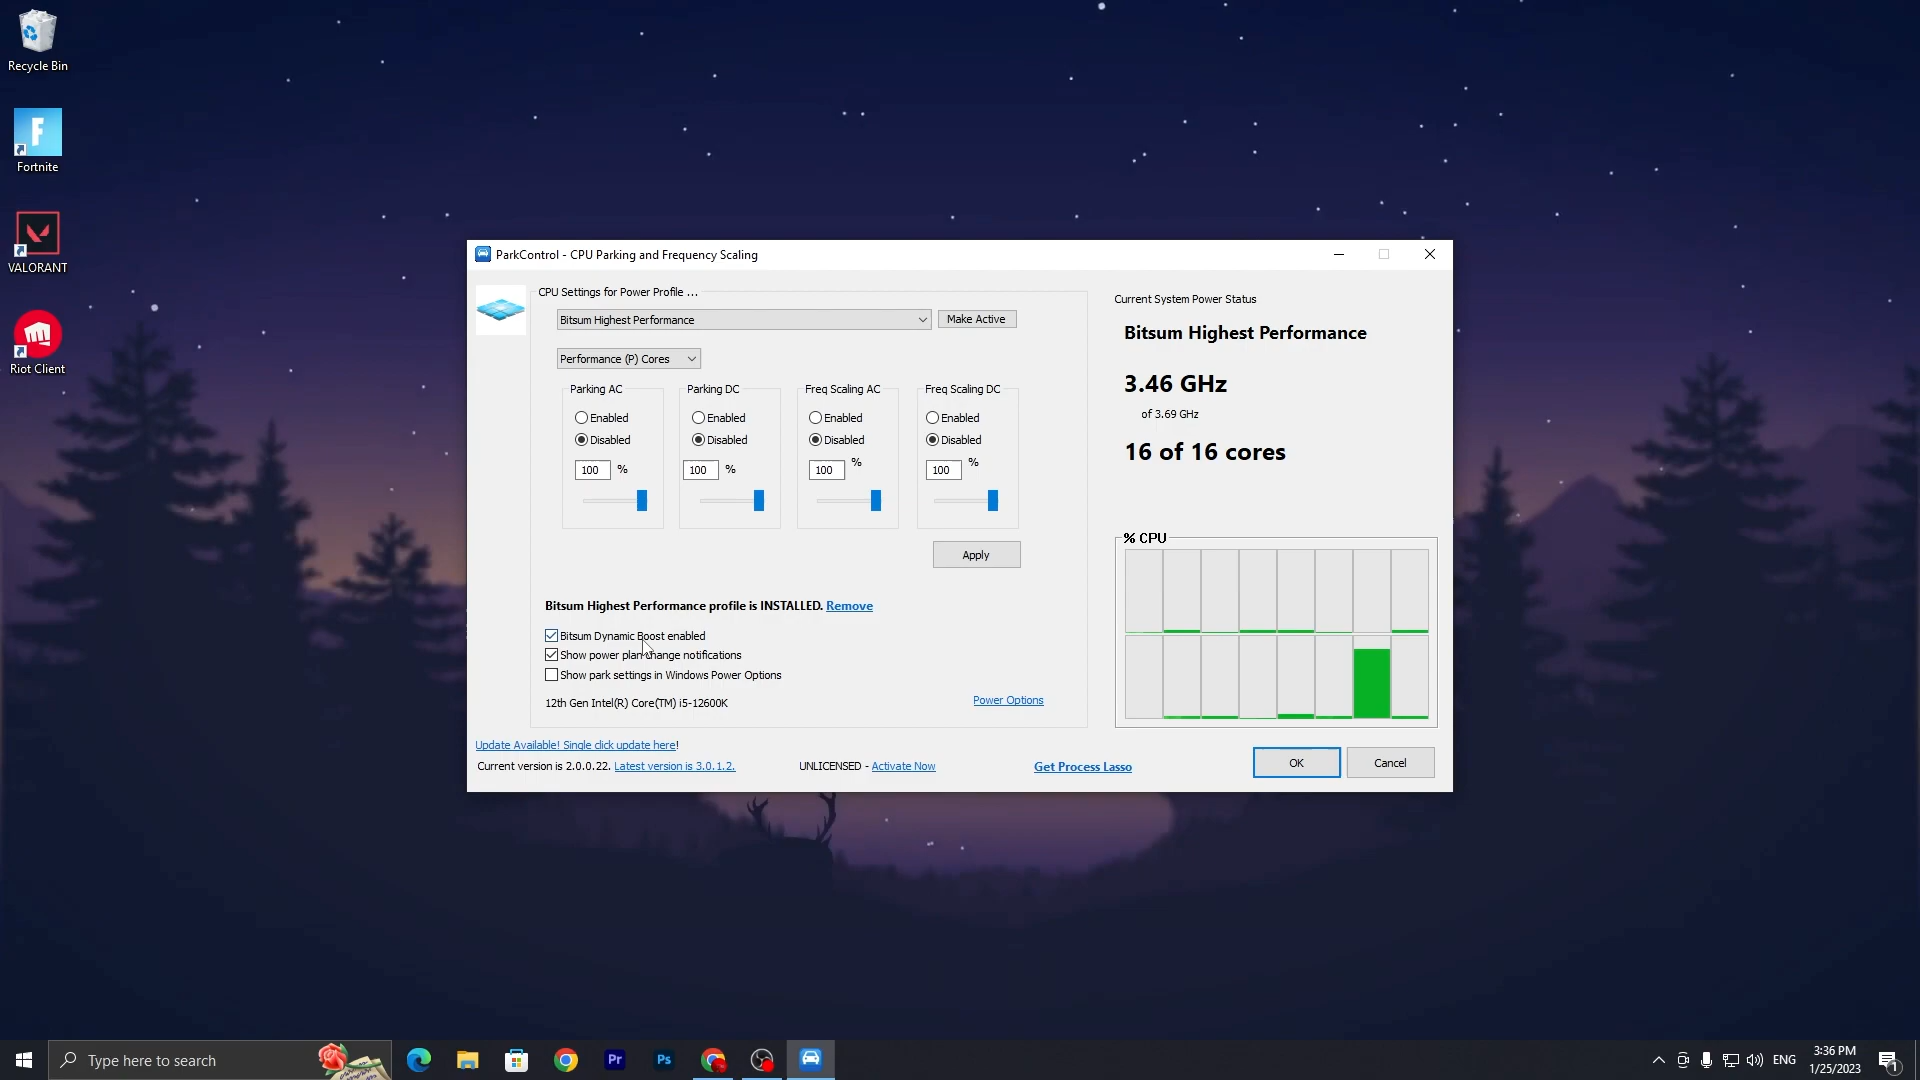 Recycle Bin
Fortnite
VALORANT
Riot Client
ParkControl - CPU Parking and Frequency Scaling
CPU Settings for Power Profile ...
Bitsum Highest Performance
Make Active
Performance (P) Cores
Parking AC
Parking DC
Freq Scaling AC
Freq Scaling DC
Enabled
Enabled
Enabled
Enabled
Disabled
Disabled
Disabled
Disabled
100 %
100 %
100 %
100 %
Apply
Bitsum Highest Performance profile is INSTALLED. Remove
Bitsum Dynamic Boost enabled
Show power plan change notifications
Show park settings in Windows Power Options
12th Gen Intel(R) Core(TM) i5-12600K
Power Options
Update Available! Single click update here!
Current version is 2.0.0.22. Latest version is 3.0.1.2.
UNLICENSED - Activate Now
Get Process Lasso
Current System Power Status
Bitsum Highest Performance
3.46 GHz
of 3.69 GHz
16 of 16 cores
% CPU
OK
Cancel
Type here to search
Pr
Ps
ENG
3:36 PM
1/25/2023
1